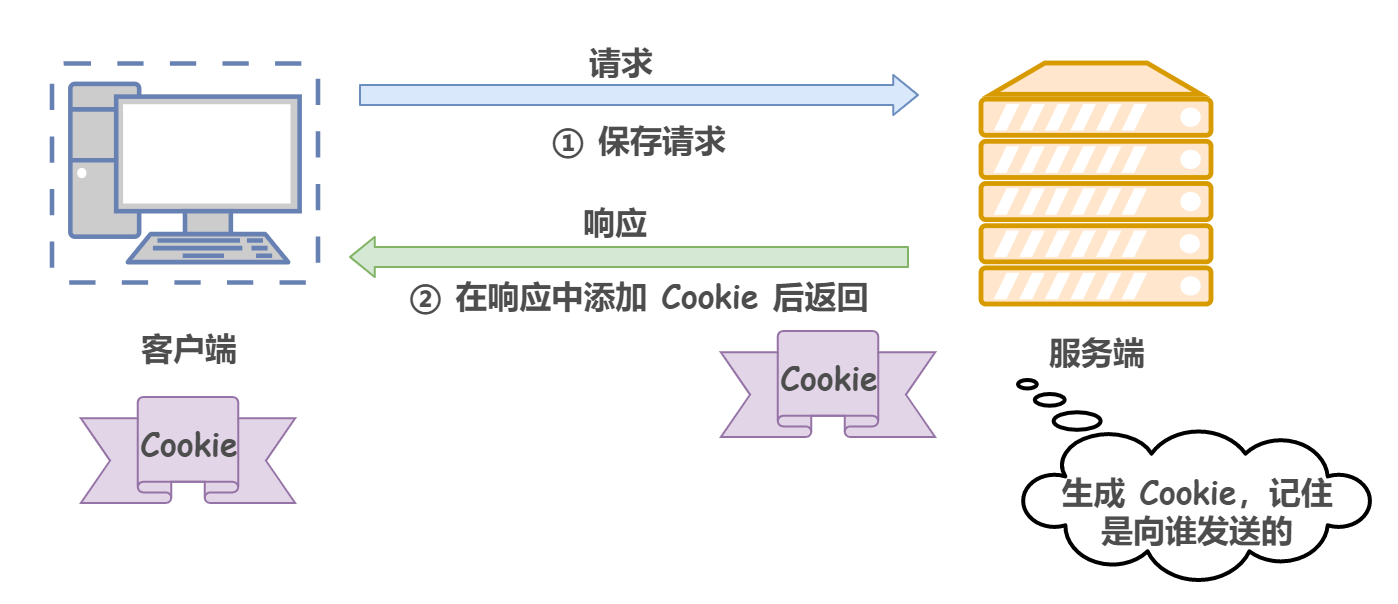 请求
① 保存请求
响应
② 在响应中添加 Cookie 后返回
客户端
服务端
Cookie
Cookie
生成 Cookie，记住
是向谁发送的